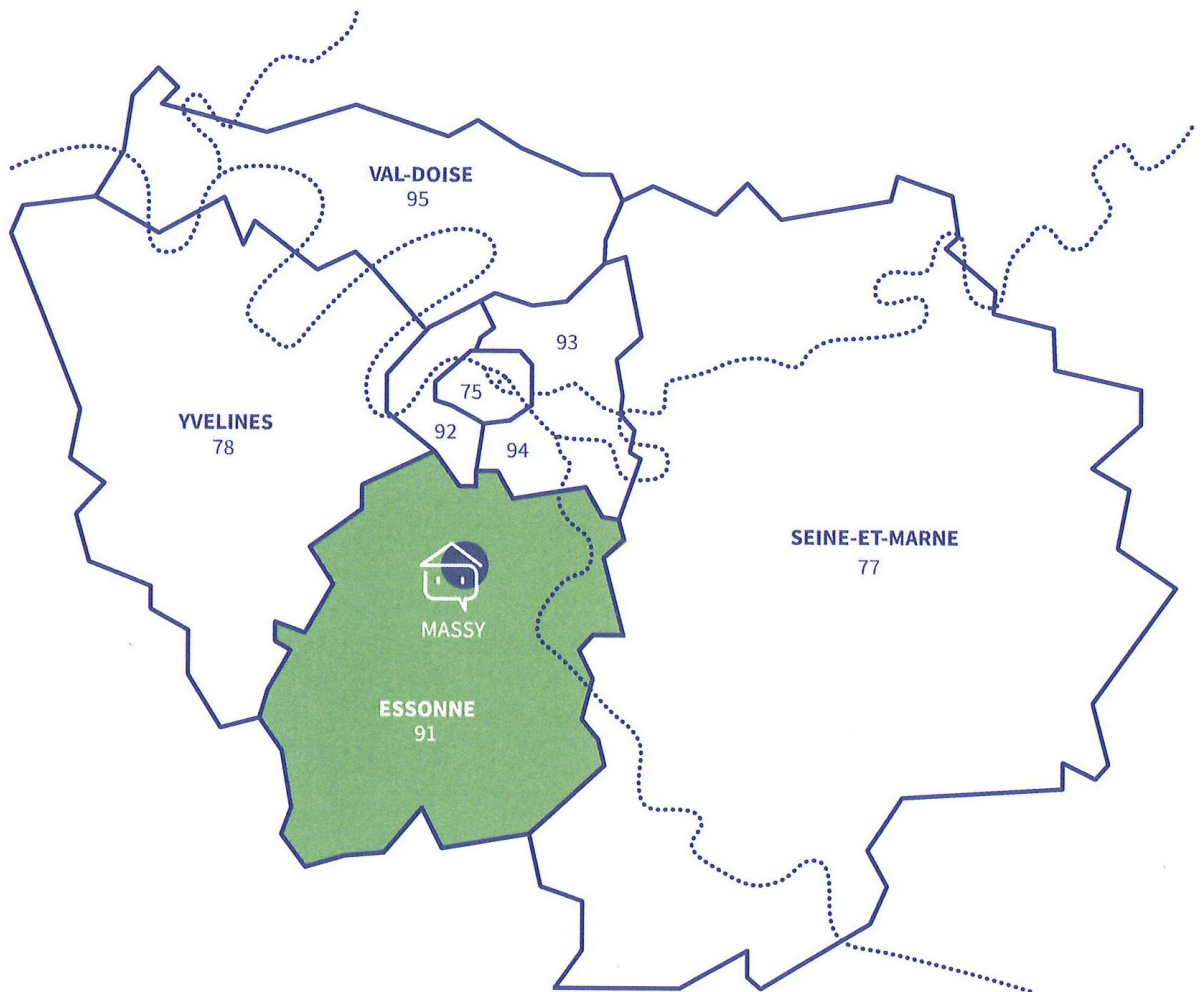 VAL-DOISE
95
93
75
YVELINES
78
92
94
SEINE-ET-MARNE
77
MASSY
ESSONNE
91